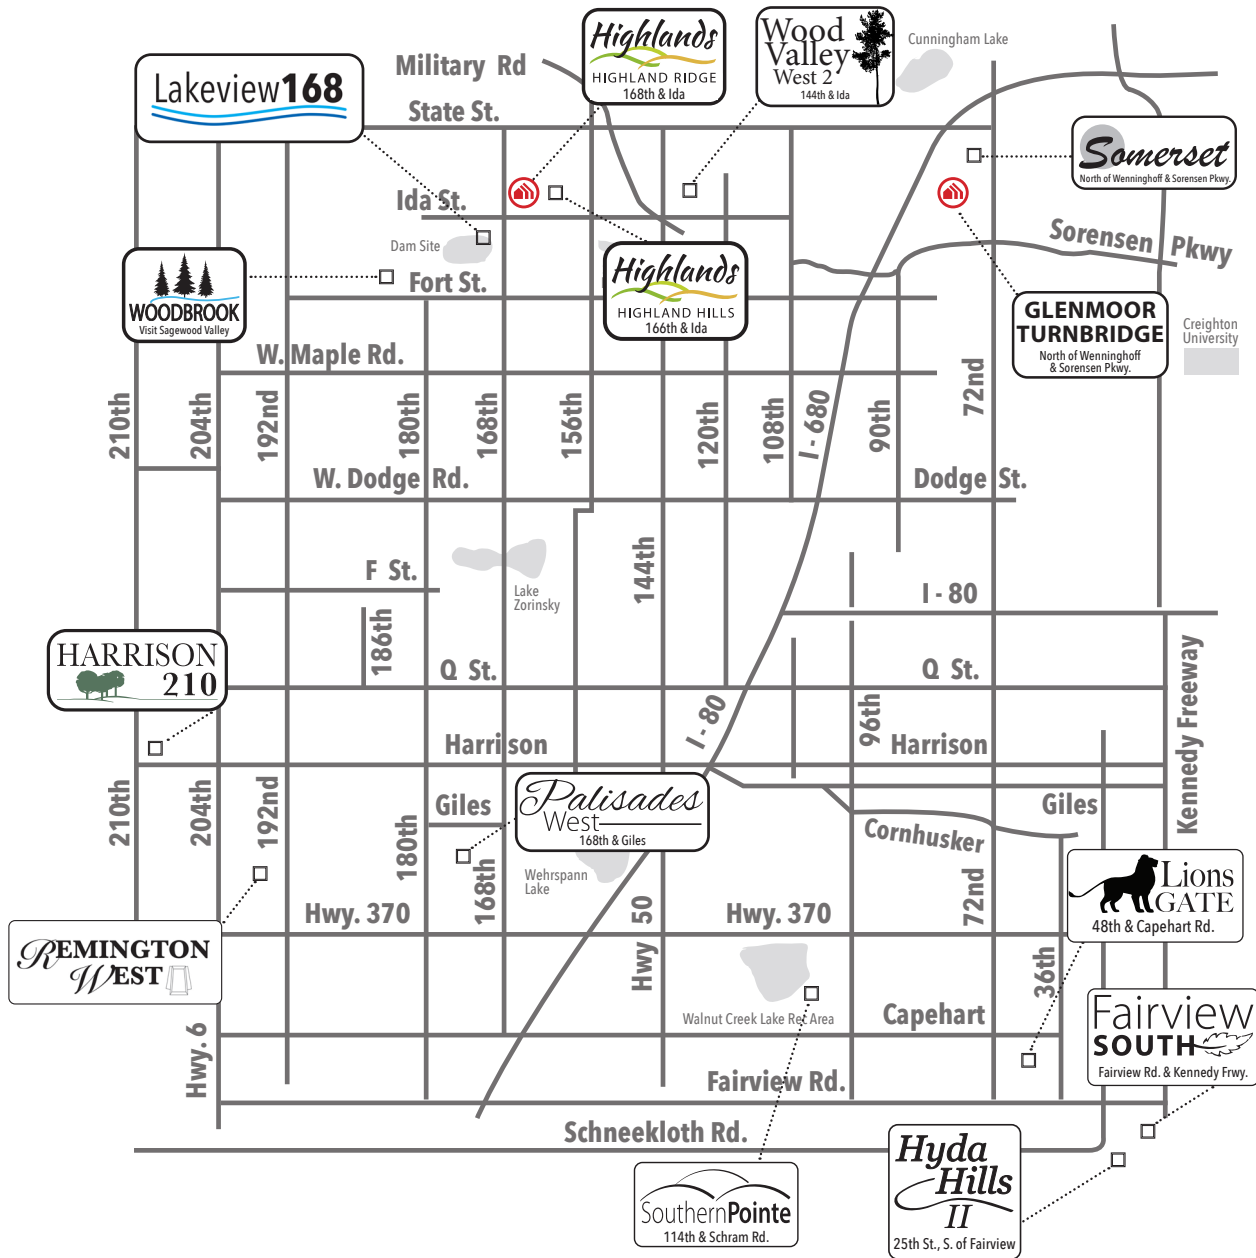 Highlands
HIGHLAND RIDGE
168th & Ida
Wood
Valley
West 2
144th & Ida
Cunningham Lake
Military Rd
Lakeview168
State St.
Somerset
North of Wenninghoff & Sorensen Pkwy.
Ida St.
Dam Site
Sorensen Pkwy
WOODBROOK
Visit Sagewood Valley
Fort St.
Highlands
HIGHLAND HILLS
166th & Ida
GLENMOOR
TURNBRIDGE
North of Wenninghoff
& Sorensen Pkwy.
Creighton
University
W. Maple Rd.
210th
204th
192nd
180th
168th
156th
120th
108th
I - 680
90th
72nd
W. Dodge Rd.
Dodge St.
144th
F St.
Lake
Zorinsky
I - 80
186th
HARRISON
210
Q St.
Q St.
Kennedy Freeway
I - 80
96th
Harrison
Harrison
210th
204th
192nd
180th
Giles
Palisades
West
168th & Giles
Giles
Cornhusker
168th
Wehrspann
Lake
72nd
Lions
GATE
48th & Capehart Rd.
Hwy. 370
Hwy 50
Hwy. 370
REMINGTON
WEST
36th
Fairview
SOUTH
Fairview Rd. & Kennedy Frwy.
Walnut Creek Lake Rec Area
Capehart
Hwy. 6
Fairview Rd.
Schneekloth Rd.
Hyda
Hills
II
25th St., S. of Fairview
SouthernPointe
114th & Schram Rd.